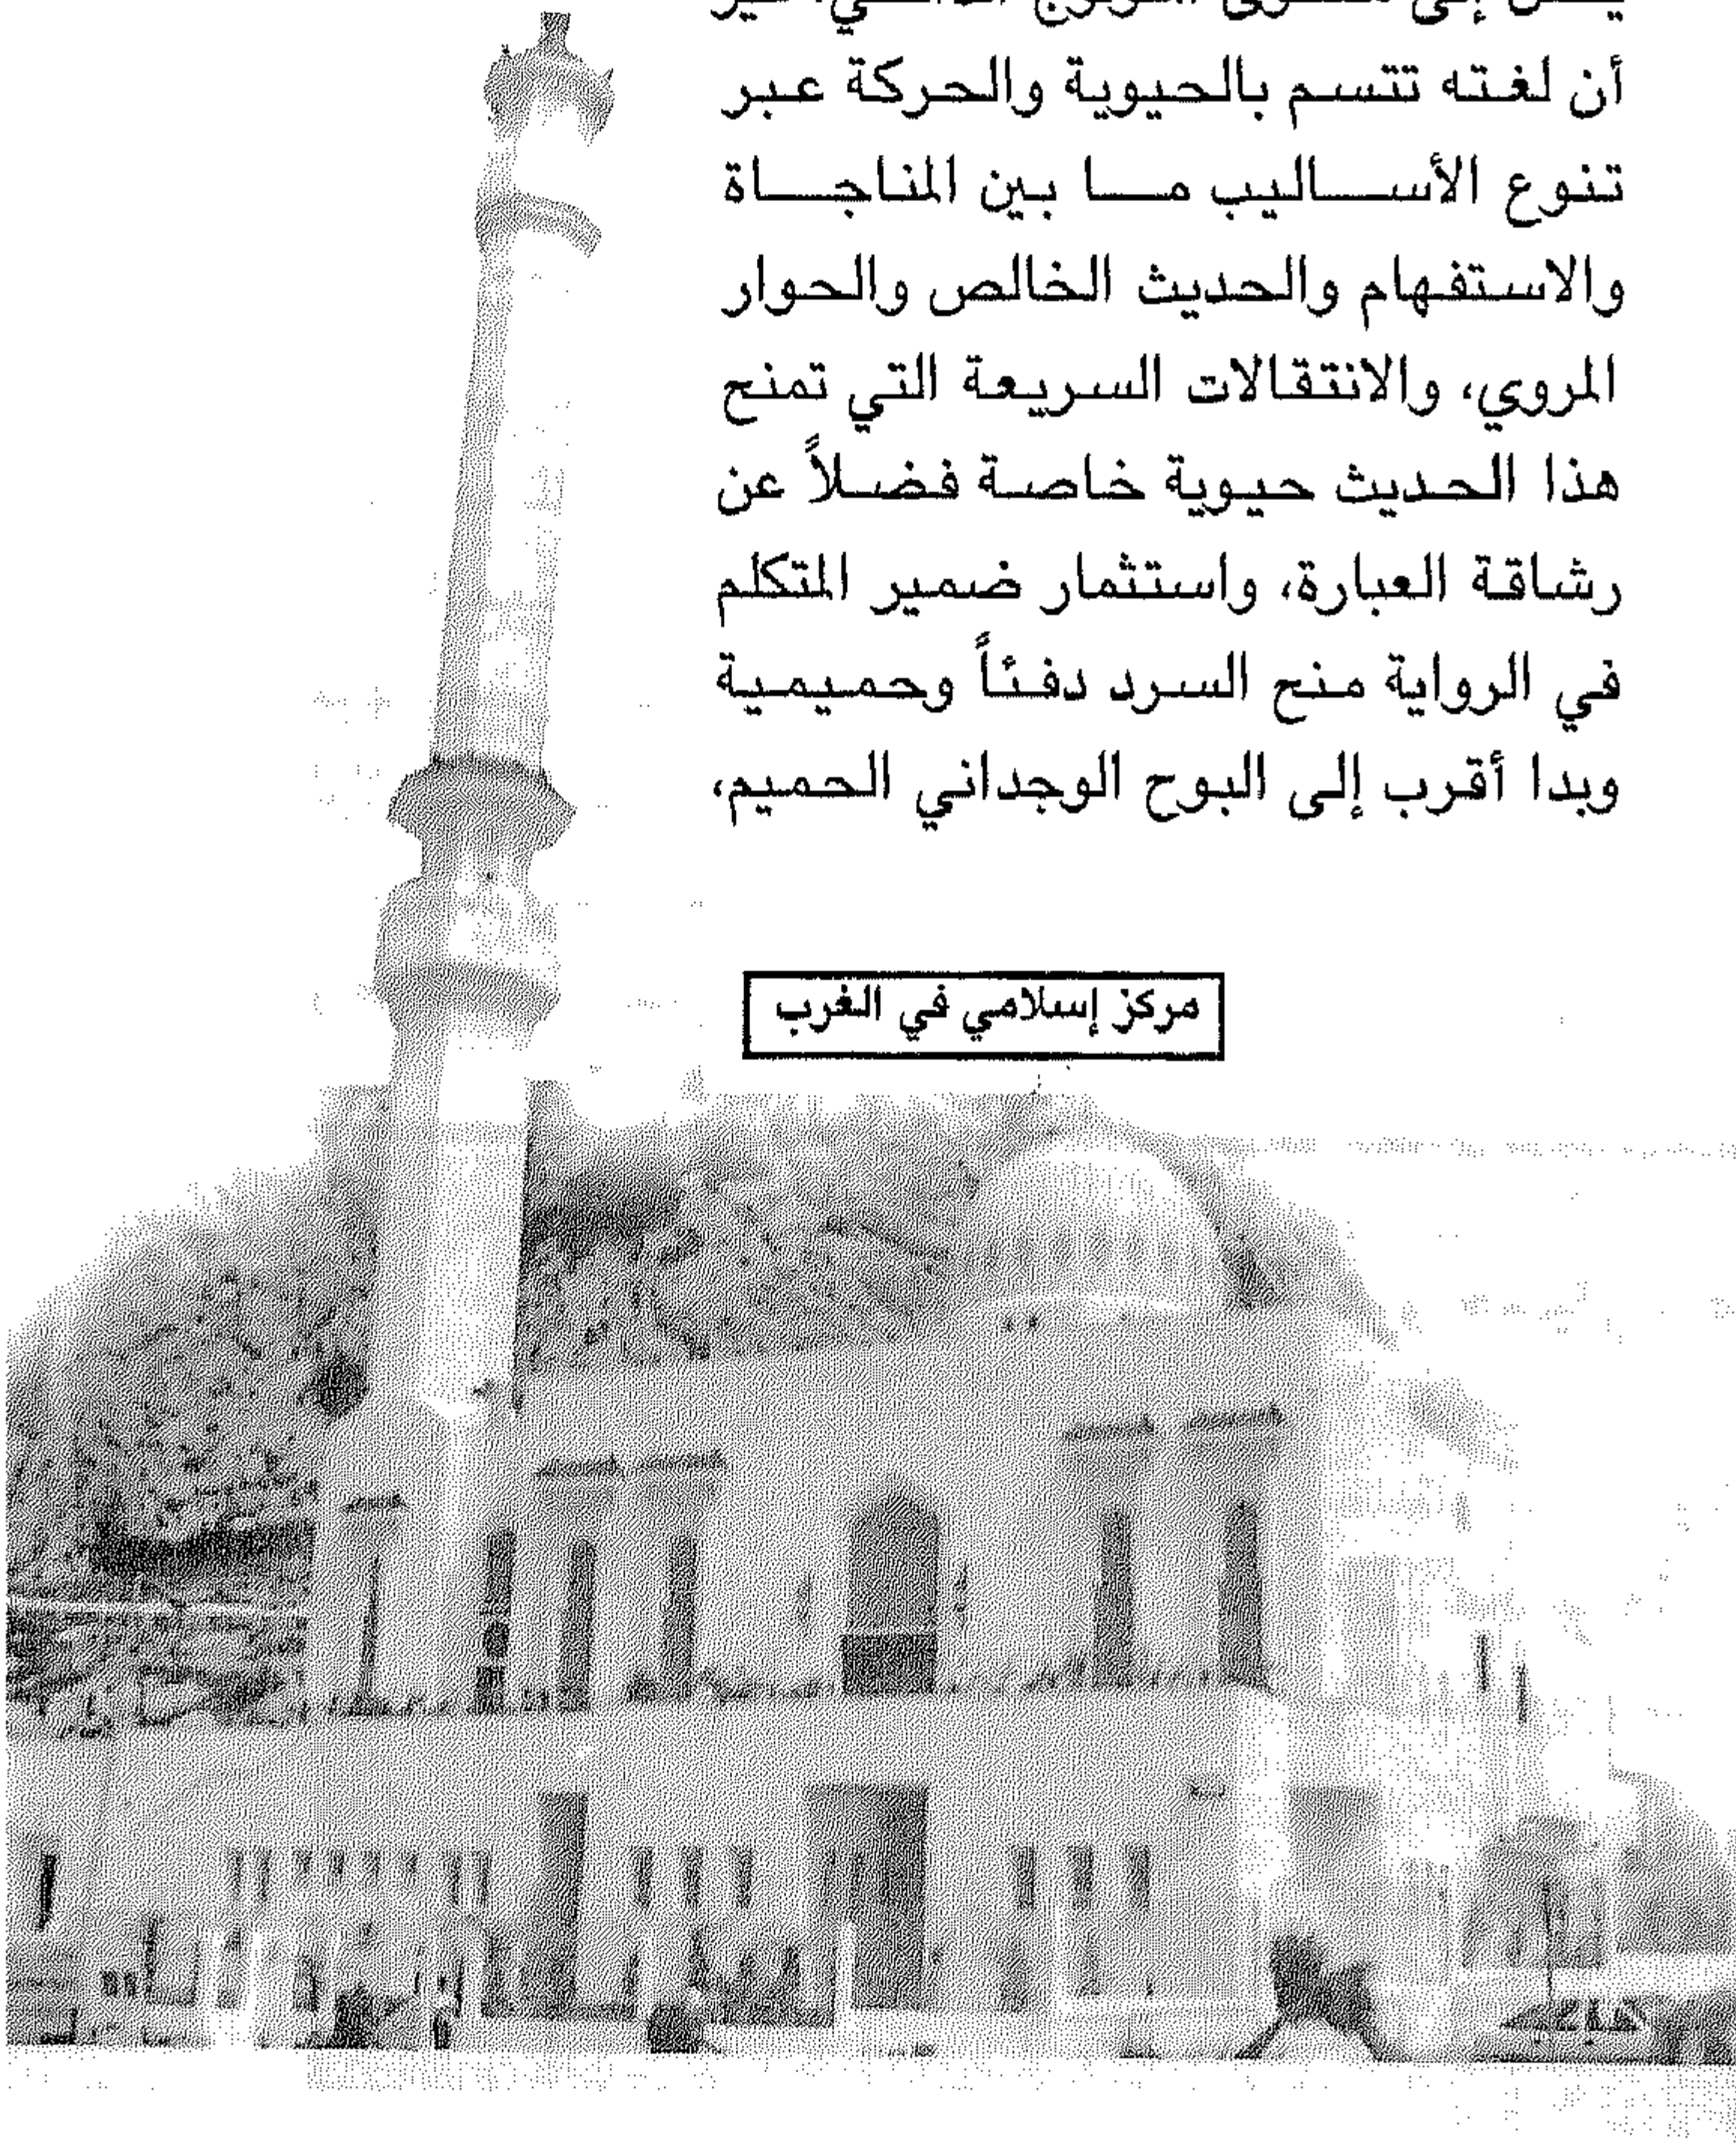 إلى
أن لغته تتسم بالحيوية والحركة عبر
تنوع الأساليب ما بين المناجاة
والاستفهام والحديث الخالص والحوار
المروي، والانتقالات السريعة التي تمنح
هذا الحديث حيوية خاصة فضلاً عن
رشاقة العبارة، واستثمار ضمير المتكلم
في الرواية منح السرد دفئاً وحميمية
وبدا أقرب إلى البوح الوجداني الحميم،
مركز إسلامي في الغرب